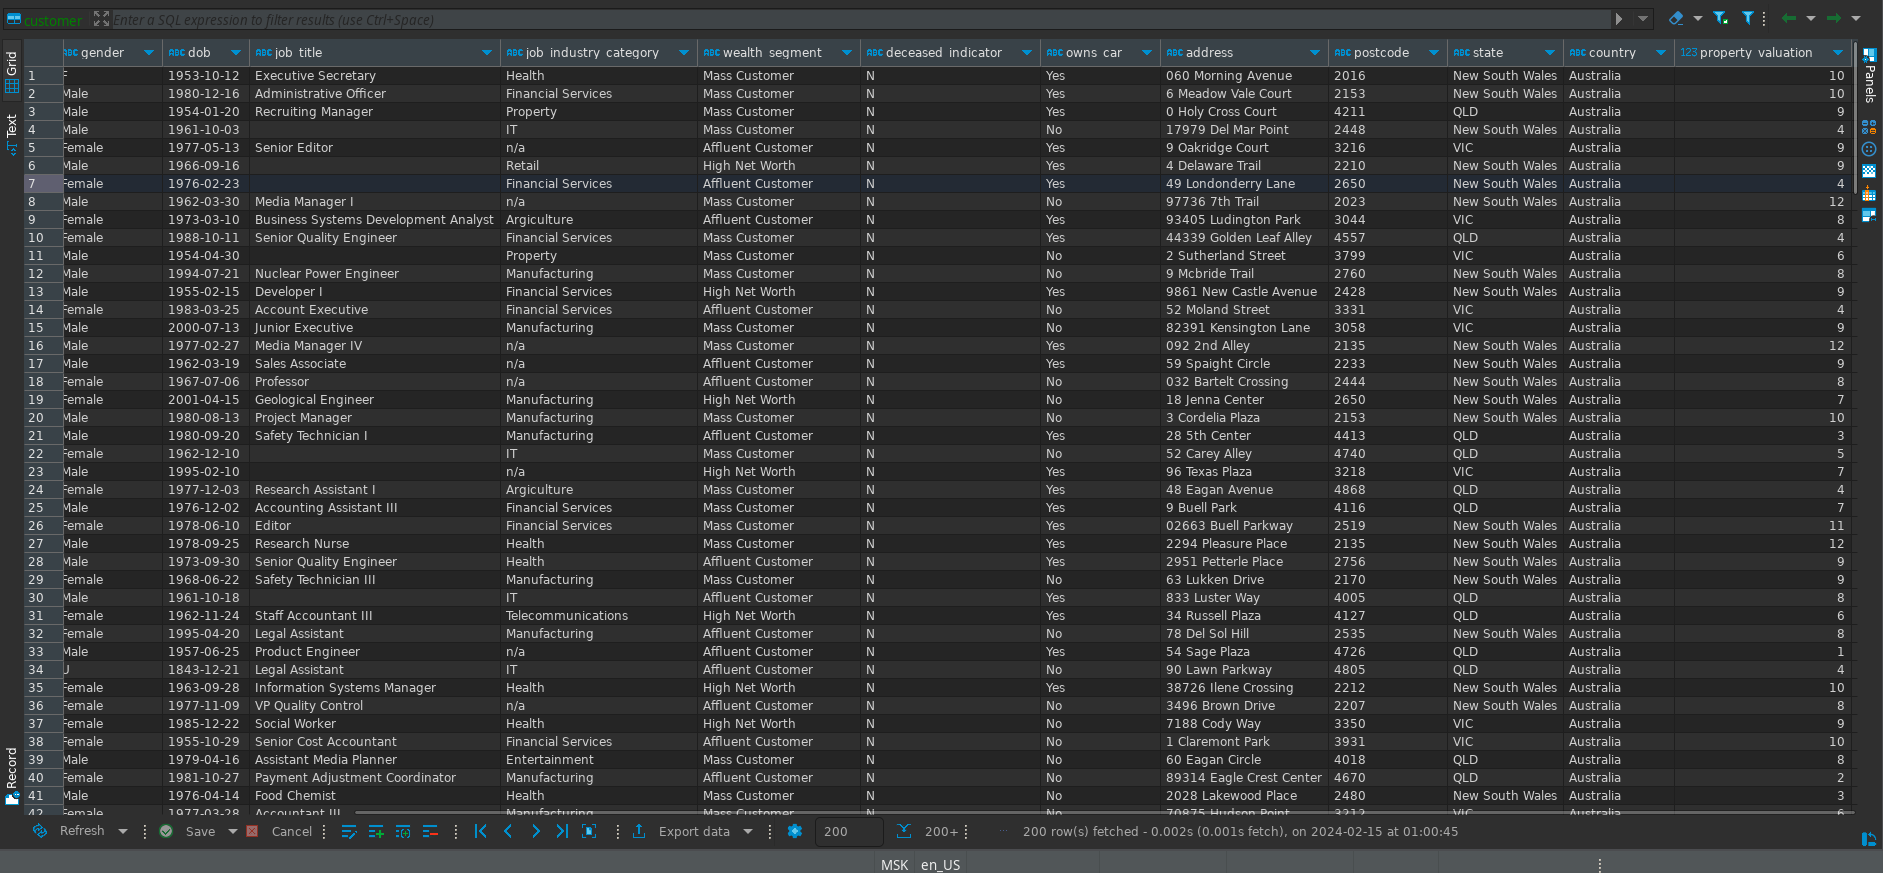 customer Enter a SQL expression to filter results (use Ctrl+Space)
Grid
Text
Record
Panels
ABC gender ABC dob ABC job_title ABC job_industry_category ABC wealth_segment ABC deceased_indicator ABC owns_car ABC address ABC postcode ABC state ABC country 123 property_valuation
1 F 1953-10-12 Executive Secretary Health Mass Customer N Yes 060 Morning Avenue 2016 New South Wales Australia 10
2 Male 1980-12-16 Administrative Officer Financial Services Mass Customer N Yes 6 Meadow Vale Court 2153 New South Wales Australia 10
3 Male 1954-01-20 Recruiting Manager Property Mass Customer N Yes 0 Holy Cross Court 4211 QLD Australia 9
4 Male 1961-10-03 IT Mass Customer N No 17979 Del Mar Point 2448 New South Wales Australia 4
5 Female 1977-05-13 Senior Editor n/a Affluent Customer N Yes 9 Oakridge Court 3216 VIC Australia 9
6 Male 1966-09-16 Retail High Net Worth N Yes 4 Delaware Trail 2210 New South Wales Australia 9
7 Female 1976-02-23 Financial Services Affluent Customer N Yes 49 Londonderry Lane 2650 New South Wales Australia 4
8 Male 1962-03-30 Media Manager I n/a Mass Customer N No 97736 7th Trail 2023 New South Wales Australia 12
9 Female 1973-03-10 Business Systems Development Analyst Argiculture Affluent Customer N Yes 93405 Ludington Park 3044 VIC Australia 8
10 Female 1988-10-11 Senior Quality Engineer Financial Services Mass Customer N Yes 44339 Golden Leaf Alley 4557 QLD Australia 4
11 Male 1954-04-30 Property Mass Customer N No 2 Sutherland Street 3799 VIC Australia 6
12 Male 1994-07-21 Nuclear Power Engineer Manufacturing Mass Customer N No 9 Mcbride Trail 2760 New South Wales Australia 8
13 Male 1955-02-15 Developer I Financial Services High Net Worth N Yes 9861 New Castle Avenue 2428 New South Wales Australia 9
14 Female 1983-03-25 Account Executive Financial Services Affluent Customer N No 52 Moland Street 3331 VIC Australia 4
15 Male 2000-07-13 Junior Executive Manufacturing Mass Customer N No 82391 Kensington Lane 3058 VIC Australia 9
16 Male 1977-02-27 Media Manager IV n/a Mass Customer N Yes 092 2nd Alley 2135 New South Wales Australia 12
17 Male 1962-03-19 Sales Associate n/a Affluent Customer N Yes 59 Spaight Circle 2233 New South Wales Australia 9
18 Female 1967-07-06 Professor n/a Affluent Customer N No 032 Bartelt Crossing 2444 New South Wales Australia 8
19 Female 2001-04-15 Geological Engineer Manufacturing High Net Worth N No 18 Jenna Center 2650 New South Wales Australia 7
20 Male 1980-08-13 Project Manager Manufacturing Mass Customer N No 3 Cordelia Plaza 2153 New South Wales Australia 10
21 Male 1980-09-20 Safety Technician I Manufacturing Affluent Customer N Yes 28 5th Center 4413 QLD Australia 3
22 Female 1962-12-10 IT Mass Customer N No 52 Carey Alley 4740 QLD Australia 5
23 Male 1995-02-10 n/a High Net Worth N Yes 96 Texas Plaza 3218 VIC Australia 7
24 Female 1977-12-03 Research Assistant I Argiculture Mass Customer N Yes 48 Eagan Avenue 4868 QLD Australia 4
25 Male 1976-12-02 Accounting Assistant III Financial Services Mass Customer N Yes 9 Buell Park 4116 QLD Australia 7
26 Female 1978-06-10 Editor Financial Services Mass Customer N Yes 02663 Buell Parkway 2519 New South Wales Australia 11
27 Male 1978-09-25 Research Nurse Health Mass Customer N Yes 2294 Pleasure Place 2135 New South Wales Australia 12
28 Male 1973-09-30 Senior Quality Engineer Health Affluent Customer N Yes 2951 Petterle Place 2756 New South Wales Australia 9
29 Female 1968-06-22 Safety Technician III Manufacturing Mass Customer N No 63 Lukken Drive 2170 New South Wales Australia 9
30 Male 1961-10-18 IT Affluent Customer N Yes 833 Luster Way 4005 QLD Australia 8
31 Female 1962-11-24 Staff Accountant III Telecommunications High Net Worth N Yes 34 Russell Plaza 4127 QLD Australia 6
32 Female 1995-04-20 Legal Assistant Manufacturing Affluent Customer N No 78 Del Sol Hill 2535 New South Wales Australia 8
33 Male 1957-06-25 Product Engineer n/a Affluent Customer N Yes 54 Sage Plaza 4726 QLD Australia 1
34 U 1843-12-21 Legal Assistant IT Affluent Customer N No 90 Lawn Parkway 4805 QLD Australia 4
35 Female 1963-09-28 Information Systems Manager Health High Net Worth N Yes 38726 Ilene Crossing 2212 New South Wales Australia 10
36 Female 1977-11-09 VP Quality Control n/a Affluent Customer N No 3496 Brown Drive 2207 New South Wales Australia 8
37 Female 1985-12-22 Social Worker Health High Net Worth N No 7188 Cody Way 3350 VIC Australia 9
38 Female 1955-10-29 Senior Cost Accountant Financial Services Affluent Customer N No 1 Claremont Park 3931 VIC Australia 10
39 Male 1979-04-16 Assistant Media Planner Entertainment Mass Customer N No 60 Eagan Circle 4018 QLD Australia 8
40 Female 1981-10-27 Payment Adjustment Coordinator Manufacturing Affluent Customer N No 89314 Eagle Crest Center 4670 QLD Australia 2
41 Male 1976-04-14 Food Chemist Health Mass Customer N No 2028 Lakewood Place 2480 New South Wales Australia 3
42 Female 1977-03-28 Accountant III Manufacturing Mass Customer N No 70875 Hudson Point 3212 VIC Australia 6
Refresh Save Cancel Export data 200 200+ 200 row(s) fetched - 0.002s (0.001s fetch), on 2024-02-15 at 01:00:45
MSK en_US